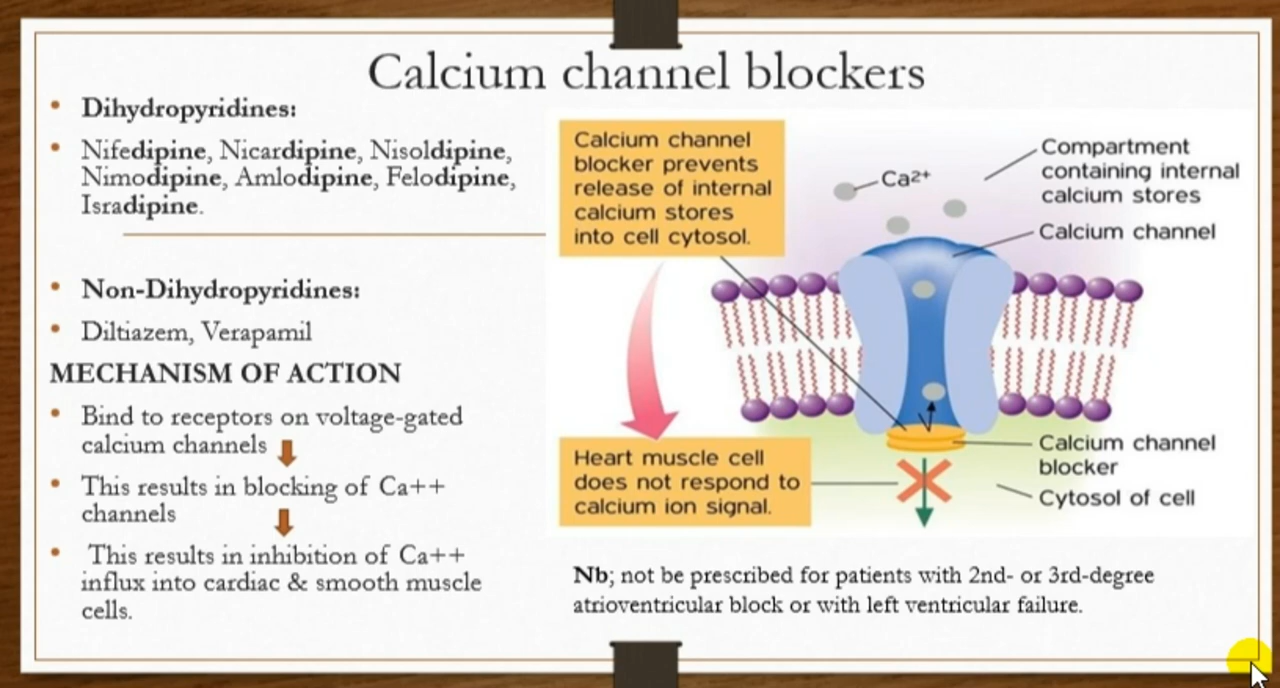 Calcium channel blockers
• Dihydropyridines:
• Nifedipine, Nicardipine, Nisoldipine,
Nimodipine, Amlodipine, Felodipine,
Isradipine.
• Non-Dihydropyridines:
• Diltiazem, Verapamil
MECHANISM OF ACTION
• Bind to receptors on voltage-gated
calcium channels
• This results in blocking of Ca++
channels
• This results in inhibition of Ca++
influx into cardiac & smooth muscle
cells.
Calcium channel
blocker prevents
release of internal
calcium stores
into cell cytosol.
Ca²⁺
Compartment
containing internal
calcium stores
Calcium channel
Heart muscle cell
does not respond to
calcium ion signal.
Calcium channel
blocker
Cytosol of cell
Nb; not be prescribed for patients with 2nd- or 3rd-degree
atrioventricular block or with left ventricular failure.